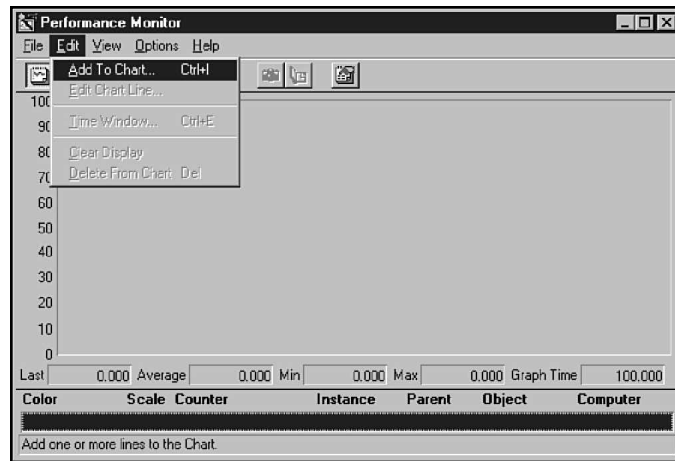 Performance Monitor
File Edit View Options Help
Add To Chart... Ctrl+I
Edit Chart Line...
Time Window... Ctrl+E
Clear Display
Delete From Chart Del
100
90
80
70
60
50
40
30
20
10
0
Last 0.000 Average 0.000 Min 0.000 Max 0.000 Graph Time 100.000
Color Scale Counter Instance Parent Object Computer
Add one or more lines to the Chart.